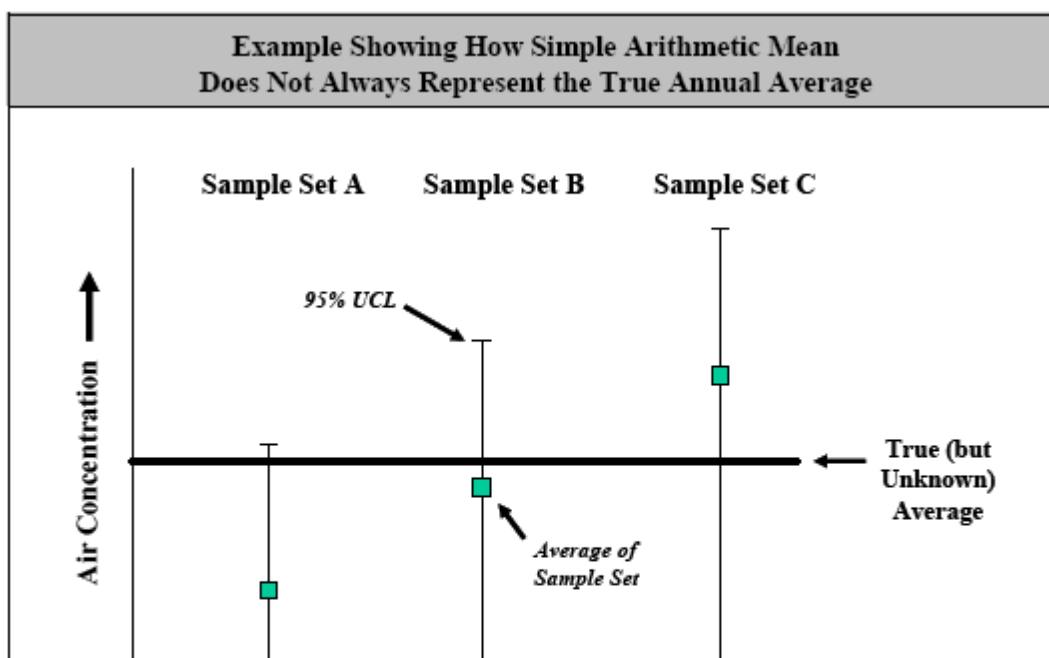 Example Showing How Simple Arithmetic Mean
Does Not Always Represent the True Annual Average
Sample Set A
Sample Set B
Sample Set C
95% UCL
Air Concentration
True (but
Unknown)
Average
Average of
Sample Set